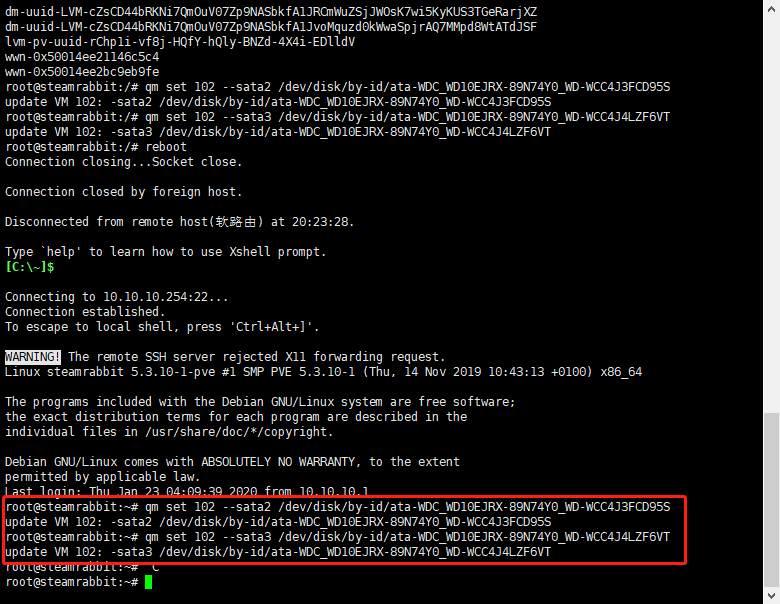 dm-uuid-LVM-cZsCD44bRKNi7QmOuV07Zp9NASbkfA1JRCmWuZSjJWOsK7wi5KyKUS3TGeRarjXZ
dm-uuid-LVM-cZsCD44bRKNi7QmOuV07Zp9NASbkfA1JvoMquzd0kWwaSpjrAQ7MMpd8WtATdJSF
lvm-pv-uuid-rChp1i-vf8j-HQfY-hQly-BNZd-4X4i-EDlldV
wwn-0x50014ee21146c5c4
wwn-0x50014ee2bc9eb9fe
root@steamrabbit:/# qm set 102 --sata2 /dev/disk/by-id/ata-WDC_WD10EJRX-89N74Y0_WD-WCC4J3FCD95S
update VM 102: -sata2 /dev/disk/by-id/ata-WDC_WD10EJRX-89N74Y0_WD-WCC4J3FCD95S
root@steamrabbit:/# qm set 102 --sata3 /dev/disk/by-id/ata-WDC_WD10EJRX-89N74Y0_WD-WCC4J4LZF6VT
update VM 102: -sata3 /dev/disk/by-id/ata-WDC_WD10EJRX-89N74Y0_WD-WCC4J4LZF6VT
root@steamrabbit:/# reboot
Connection closing...Socket close.
Connection closed by foreign host.
Disconnected from remote host(软路由) at 20:23:28.
Type `help' to learn how to use Xshell prompt.
[C:\~]$
Connecting to 10.10.10.254:22...
Connection established.
To escape to local shell, press 'Ctrl+Alt+]'.
WARNING! The remote SSH server rejected X11 forwarding request.
Linux steamrabbit 5.3.10-1-pve #1 SMP PVE 5.3.10-1 (Thu, 14 Nov 2019 10:43:13 +0100) x86_64
The programs included with the Debian GNU/Linux system are free software;
the exact distribution terms for each program are described in the
individual files in /usr/share/doc/*/copyright.
Debian GNU/Linux comes with ABSOLUTELY NO WARRANTY, to the extent
permitted by applicable law.
Last login: Thu Jan 23 04:09:39 2020 from 10.10.10.1
root@steamrabbit:~# qm set 102 --sata2 /dev/disk/by-id/ata-WDC_WD10EJRX-89N74Y0_WD-WCC4J3FCD95S
update VM 102: -sata2 /dev/disk/by-id/ata-WDC_WD10EJRX-89N74Y0_WD-WCC4J3FCD95S
root@steamrabbit:~# qm set 102 --sata3 /dev/disk/by-id/ata-WDC_WD10EJRX-89N74Y0_WD-WCC4J4LZF6VT
update VM 102: -sata3 /dev/disk/by-id/ata-WDC_WD10EJRX-89N74Y0_WD-WCC4J4LZF6VT
root@steamrabbit:~# ^C
root@steamrabbit:~#